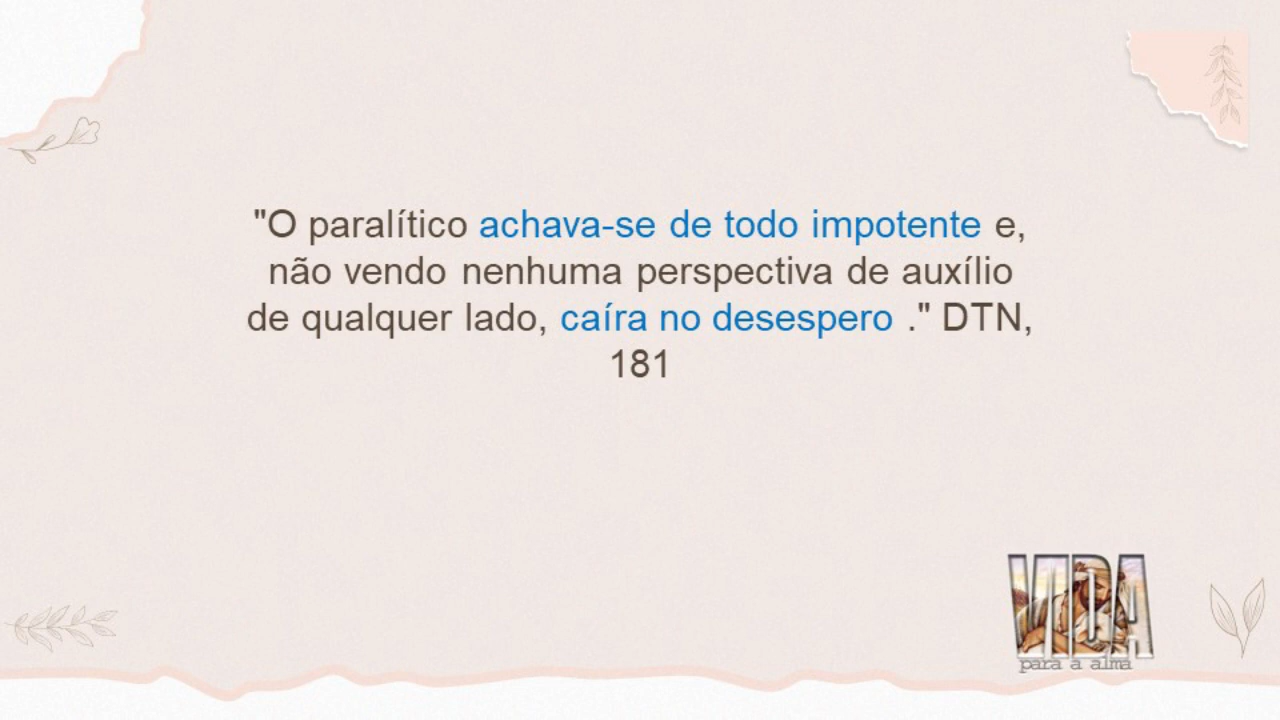 "O paralítico achava-se de todo impotente e,
não vendo nenhuma perspectiva de auxílio
de qualquer lado, caíra no desespero ." DTN,
181
VIDA
para a alma